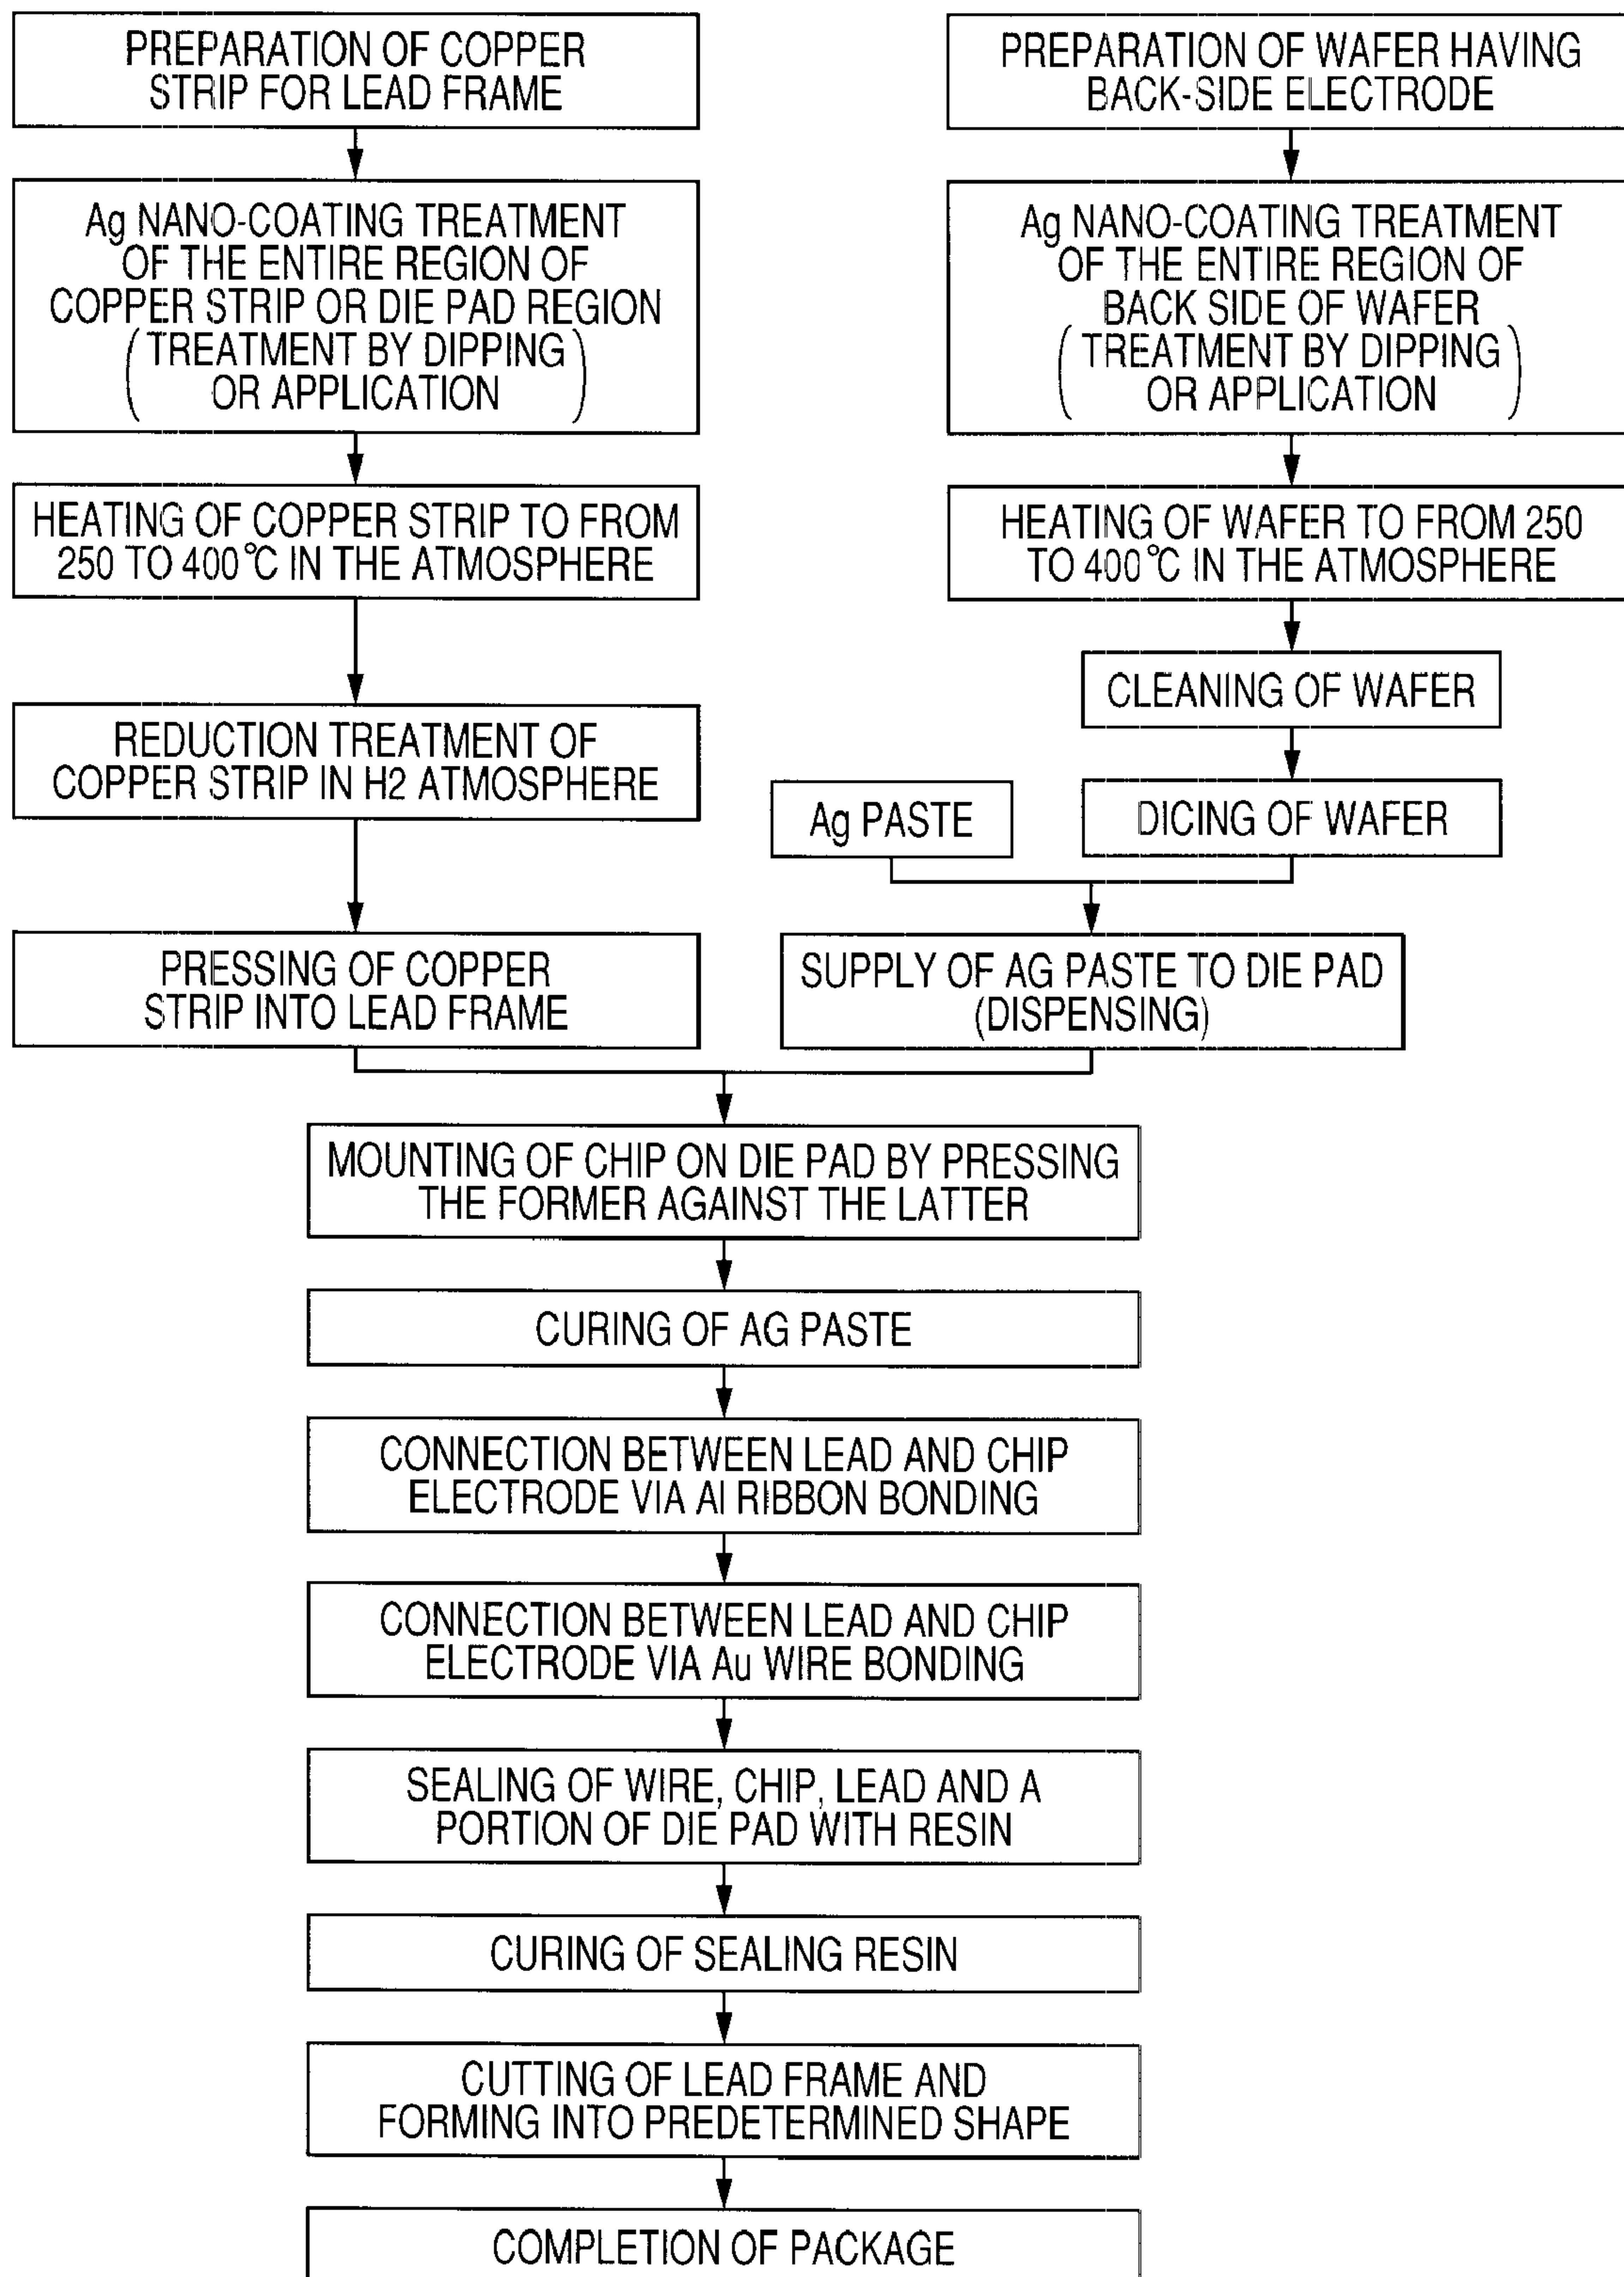 PREPARATION OF COPPER
STRIP FOR LEAD FRAME
Ag NANO-COATING TREATMENT
OF THE ENTIRE REGION OF
COPPER STRIP OR DIE PAD REGION
(TREATMENT BY DIPPING
OR APPLICATION)
HEATING OF COPPER STRIP TO FROM
250 TO 400°C IN THE ATMOSPHERE
REDUCTION TREATMENT OF
COPPER STRIP IN H2 ATMOSPHERE
PRESSING OF COPPER
STRIP INTO LEAD FRAME
PREPARATION OF WAFER HAVING
BACK-SIDE ELECTRODE
Ag NANO-COATING TREATMENT
OF THE ENTIRE REGION OF
BACK SIDE OF WAFER
(TREATMENT BY DIPPING
OR APPLICATION)
HEATING OF WAFER TO FROM 250
TO 400°C IN THE ATMOSPHERE
CLEANING OF WAFER
Ag PASTE
DICING OF WAFER
SUPPLY OF AG PASTE TO DIE PAD
(DISPENSING)
MOUNTING OF CHIP ON DIE PAD BY PRESSING
THE FORMER AGAINST THE LATTER
CURING OF AG PASTE
CONNECTION BETWEEN LEAD AND CHIP
ELECTRODE VIA Al RIBBON BONDING
CONNECTION BETWEEN LEAD AND CHIP
ELECTRODE VIA Au WIRE BONDING
SEALING OF WIRE, CHIP, LEAD AND A
PORTION OF DIE PAD WITH RESIN
CURING OF SEALING RESIN
CUTTING OF LEAD FRAME AND
FORMING INTO PREDETERMINED SHAPE
COMPLETION OF PACKAGE